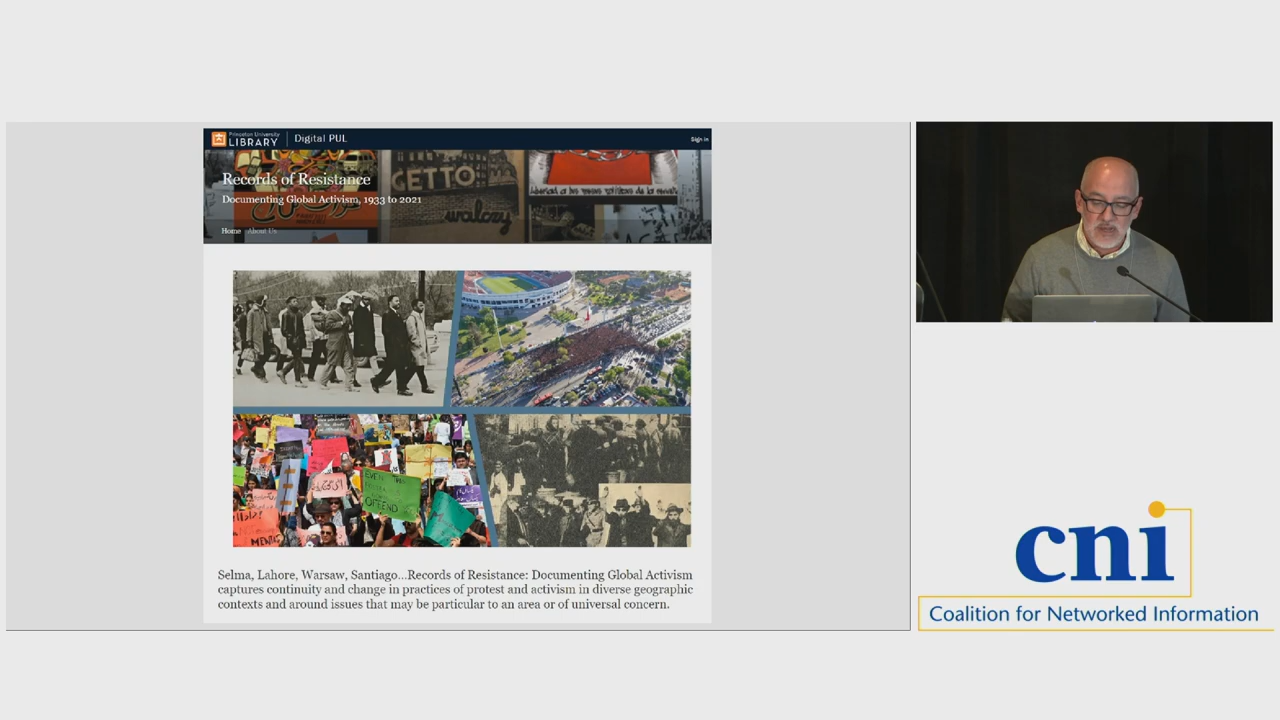 Princeton University
LIBRARY
Digital PUL
Sign in
Records of Resistance
Documenting Global Activism, 1933 to 2021
Home About Us
GETTO
walczy
EVEN
OFFEND
Selma, Lahore, Warsaw, Santiago...Records of Resistance: Documenting Global Activism
captures continuity and change in practices of protest and activism in diverse geographic
contexts and around issues that may be particular to an area or of universal concern.
cni
Coalition for Networked Information